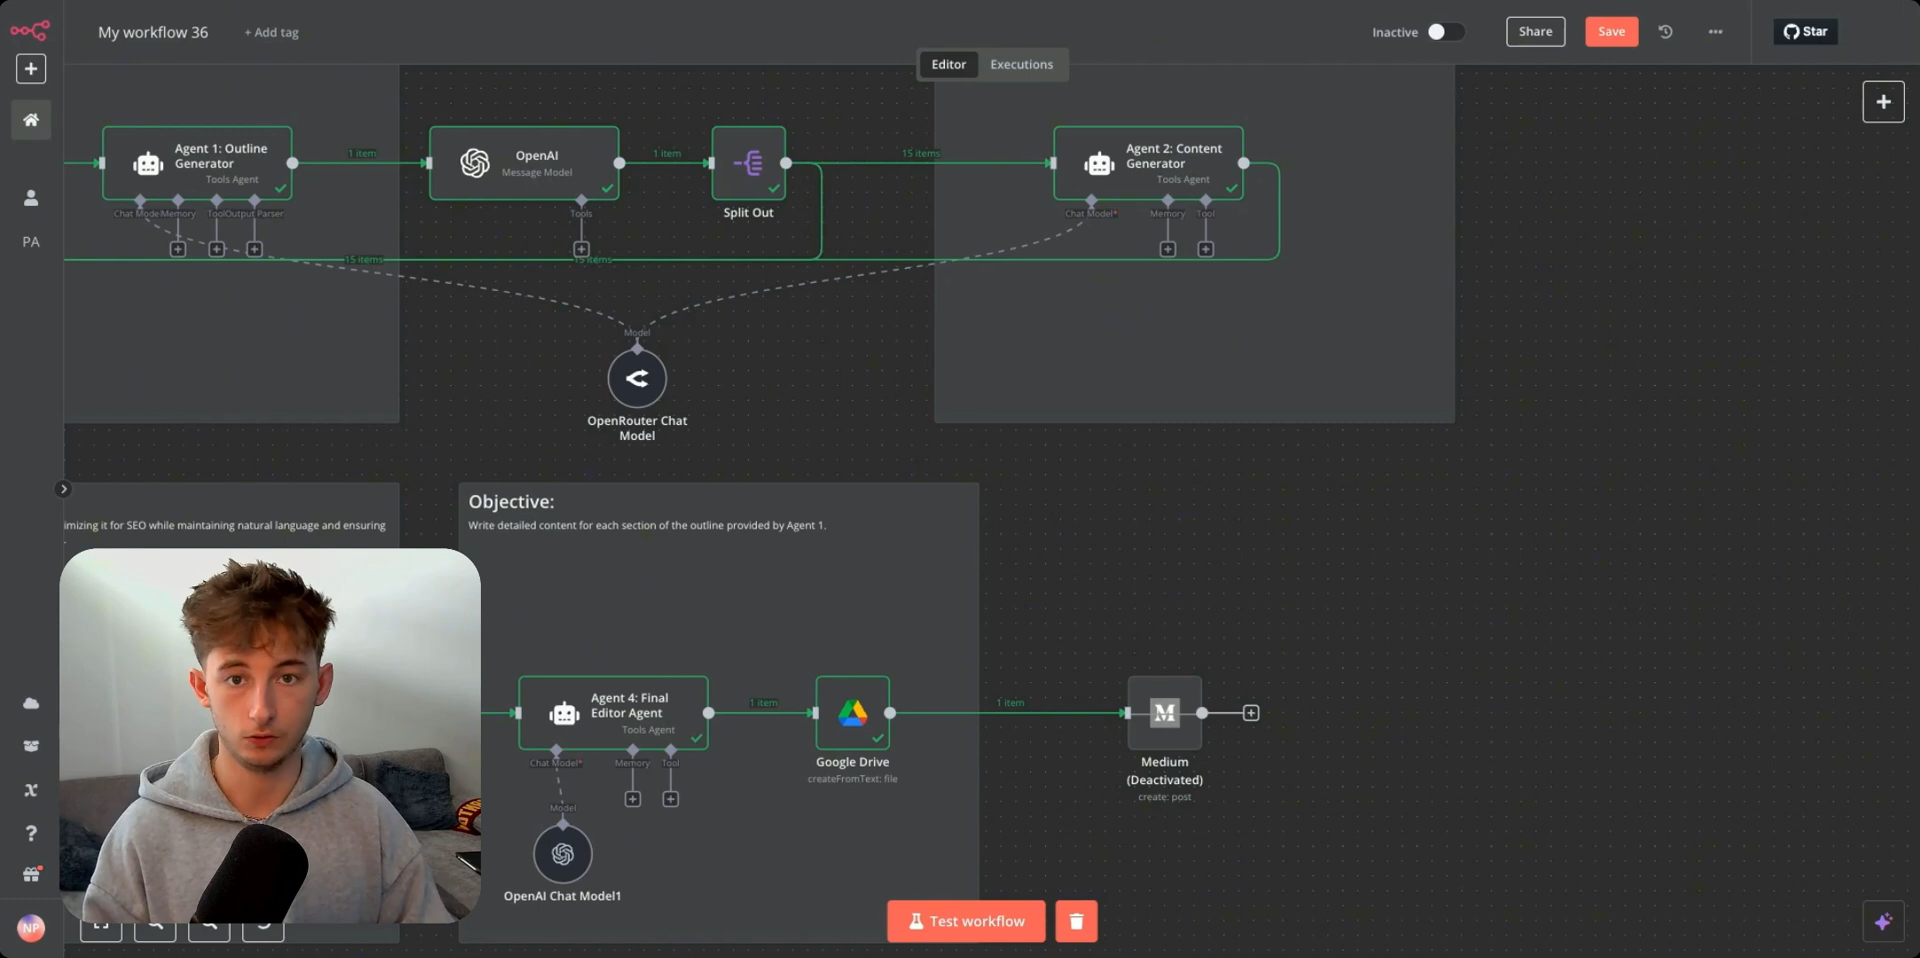 My workflow 36
+ Add tag
Inactive
Share
Save
Star
Editor
Executions
PA
Agent 1: Outline
Generator
Tools Agent
1 item
OpenAI
Message Model
1 item
Split Out
15 items
Agent 2: Content
Generator
Tools Agent
Memory
Tool
Output Parser
Tools
Chat Model*
Memory
Tool
15 items
15 items
Model
OpenRouter Chat
Model
imizing it for SEO while maintaining natural language and ensuring
Objective:
Write detailed content for each section of the outline provided by Agent 1.
Agent 4: Final
Editor Agent
Tools Agent
1 item
1 item
M
Chat Model*
Memory
Tool
Google Drive
createFromText: file
Medium
(Deactivated)
create: post
Model
OpenAI Chat Model1
Test workflow
NP